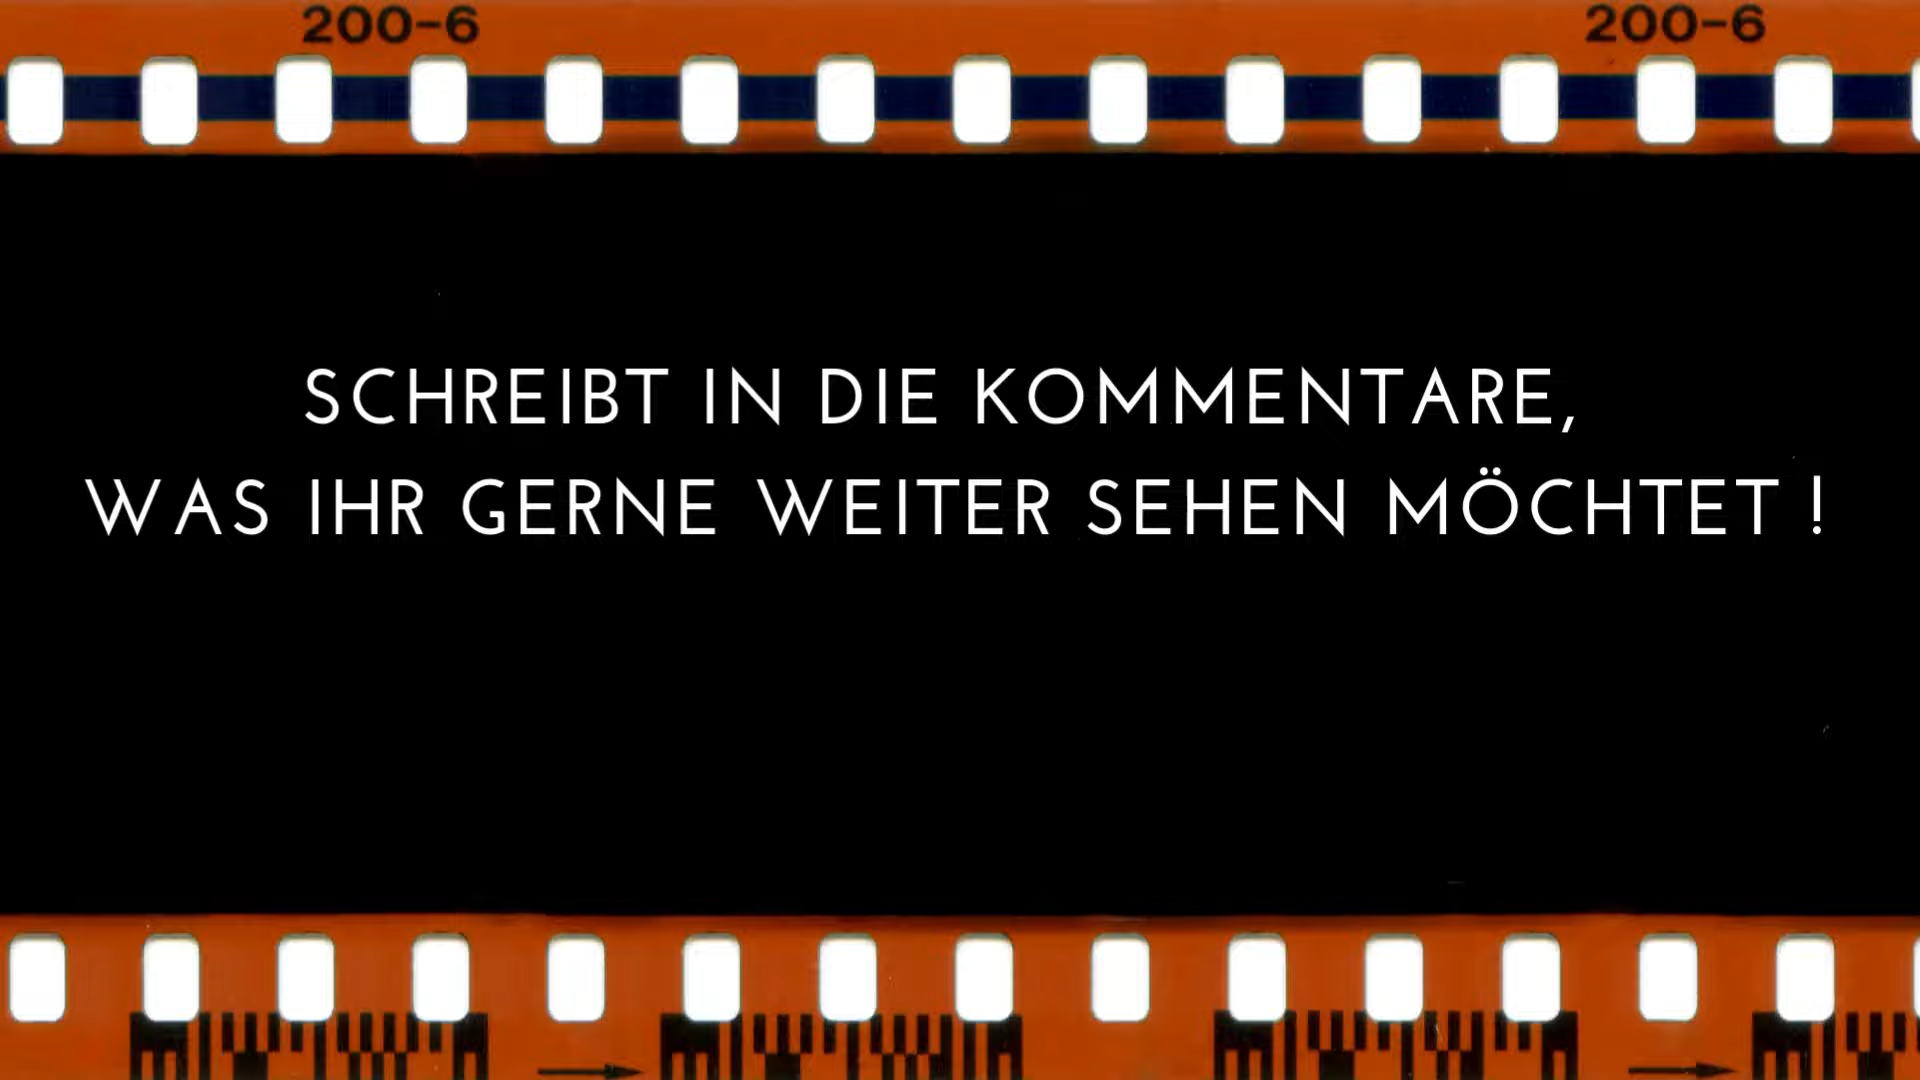 200-6 200-6
SCHREIBT IN DIE KOMMENTARE,
WAS IHR GERNE WEITER SEHEN MÖCHTET !